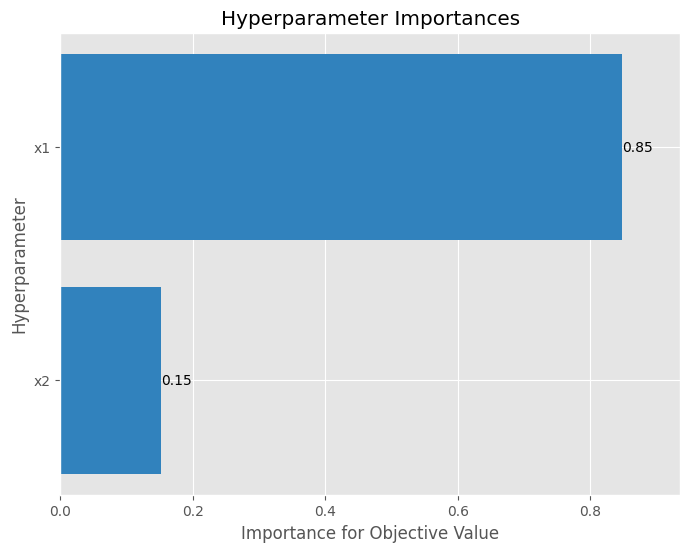 Hyperparameter Importances
Hyperparameter
x1
0.85
x2
0.15
0.0 0.2 0.4 0.6 0.8
Importance for Objective Value